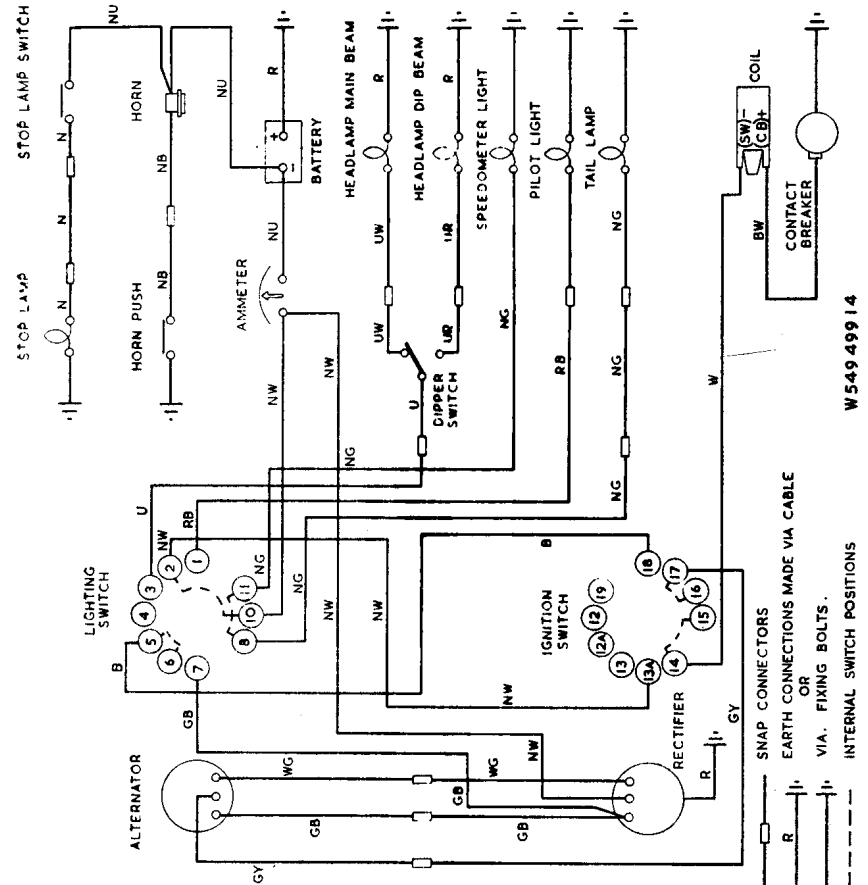 STOP LAMP SWITCH
NU
N
N
N
STOP LAMP
HORN
NB
NB
HORN PUSH
NU
R
BATTERY
+
-
NU
AMMETER
NW
NW
HEADLAMP MAIN BEAM
R
UW
UW
HEADLAMP DIP BEAM
R
UR
UR
U
DIPPER
SWITCH
SPEEDOMETER LIGHT
NG
NG
PILOT LIGHT
RB
TAIL LAMP
NG
NG
NG
COIL
(SW)-
(CB)+
BW
CONTACT
BREAKER
W
W5494991 4
LIGHTING
SWITCH
U
NW
RB
1
2
3
4
5
6
7
8
10
11
NG
NG
B
GB
NW
NW
B
IGNITION
SWITCH
18
19
12
12A
13
13A
14
15
16
17
NW
ALTERNATOR
WG
WG
GB
GB
GB
NW
GY
GY
RECTIFIER
R
SNAP CONNECTORS
R
EARTH CONNECTIONS MADE VIA CABLE
OR
VIA. FIXING BOLTS.
INTERNAL SWITCH POSITIONS